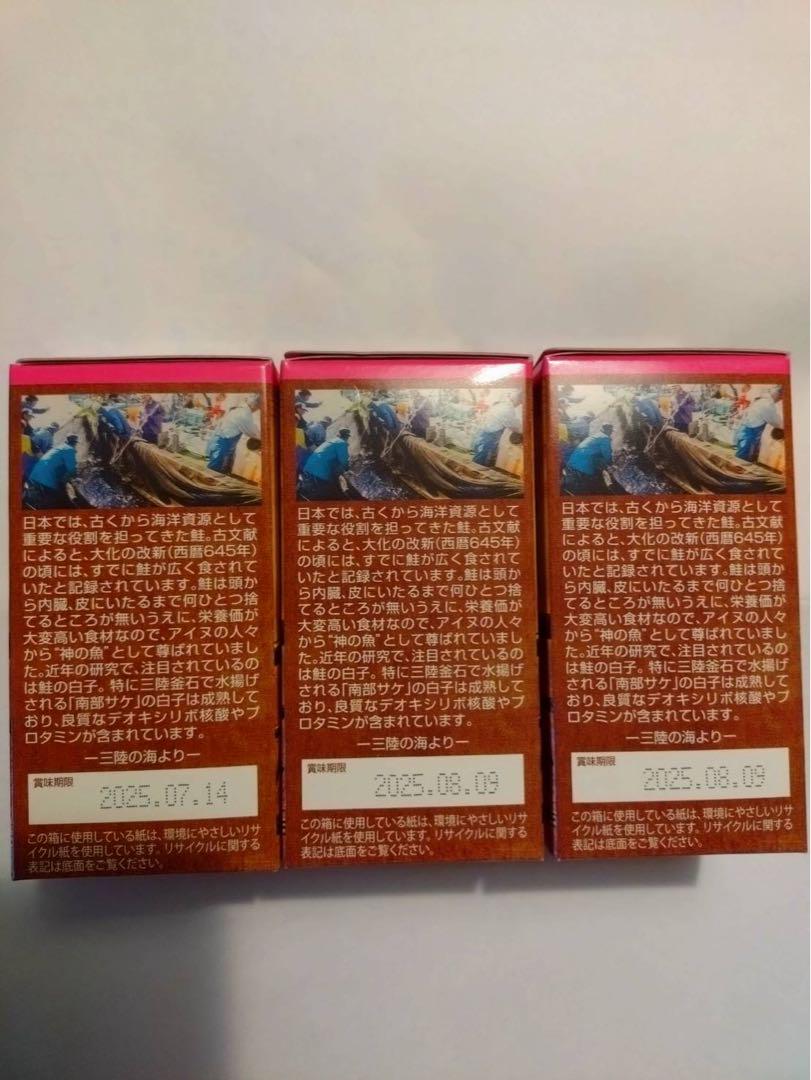 日本では、古くから海洋資源として
重要な役割を担ってきた鮭。古文献
によると、大化の改新(西暦645年)
の頃には、すでに鮭が広く食されて
いたと記録されています。鮭は頭か
ら内臓、皮にいたるまで何ひとつ捨
てるところが無いうえに、栄養価が
大変高い食材なので、アイヌの人々
から“神の魚”として尊ばれていまし
た。近年の研究で、注目されているの
は鮭の白子。特に三陸釜石で水揚げ
される「南部サケ」の白子は成熟して
おり、良質なデオキシリボ核酸やプ
ロタミンが含まれています。
ー三陸の海よりー
賞味期限
2025.07.14
この箱に使用している紙は、環境にやさしいリサ
イクル紙を使用しています。リサイクルに関する
表記は底面をご覧ください。
日本では、古くから海洋資源として
重要な役割を担ってきた鮭。古文献
によると、大化の改新(西暦645年)
の頃には、すでに鮭が広く食されて
いたと記録されています。鮭は頭か
ら内臓、皮にいたるまで何ひとつ捨
てるところが無いうえに、栄養価が
大変高い食材なので、アイヌの人々
から“神の魚”として尊ばれていまし
た。近年の研究で、注目されているの
は鮭の白子。特に三陸釜石で水揚げ
される「南部サケ」の白子は成熟して
おり、良質なデオキシリボ核酸やプ
ロタミンが含まれています。
ー三陸の海よりー
賞味期限
2025.08.09
この箱に使用している紙は、環境にやさしいリサ
イクル紙を使用しています。リサイクルに関する
表記は底面をご覧ください。
日本では、古くから海洋資源として
重要な役割を担ってきた鮭。古文献
によると、大化の改新(西暦645年)
の頃には、すでに鮭が広く食されて
いたと記録されています。鮭は頭か
ら内臓、皮にいたるまで何ひとつ捨
てるところが無いうえに、栄養価が
大変高い食材なので、アイヌの人々
から“神の魚”として尊ばれていまし
た。近年の研究で、注目されているの
は鮭の白子。特に三陸釜石で水揚げ
される「南部サケ」の白子は成熟して
おり、良質なデオキシリボ核酸やプ
ロタミンが含まれています。
ー三陸の海よりー
賞味期限
2025.08.09
この箱に使用している紙は、環境にやさしいリサ
イクル紙を使用しています。リサイクルに関する
表記は底面をご覧ください。